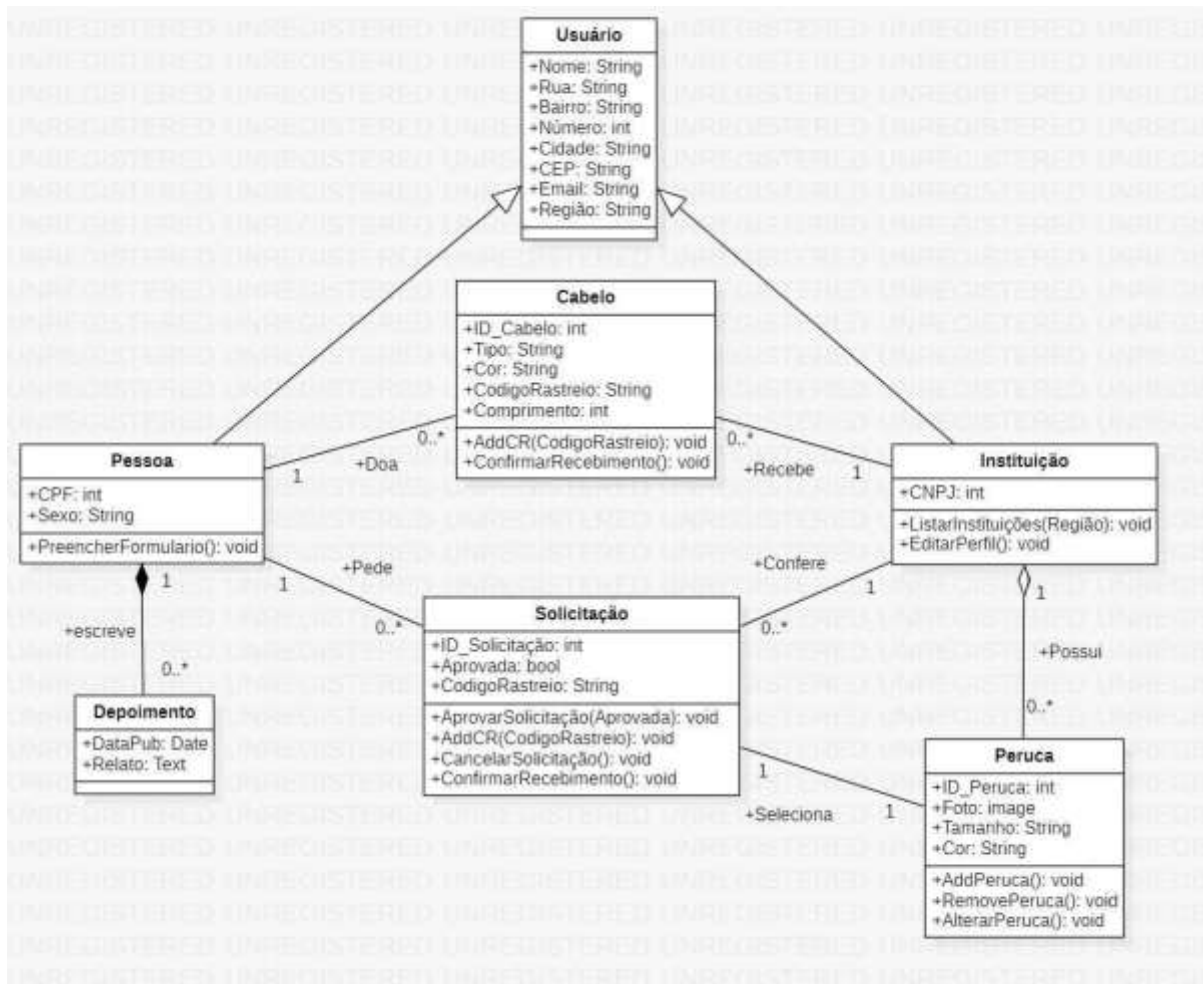 Usuário
+Nome: String
+Rua: String
+Bairro: String
+Número: int
+Cidade: String
+CEP: String
+Email: String
+Região: String
Cabelo
+ID_Cabelo: int
+Tipo: String
+Cor: String
+CodigoRastreio: String
+Comprimento: int
+AddCR(CodigoRastreio): void
+ConfirmarRecebimento(): void
0..*
+Doa
1
0..*
+Recebe
1
Pessoa
+CPF: int
+Sexo: String
+PreencherFormulario(): void
Instituição
+CNPJ: int
+ListarInstituições(Região): void
+EditarPerfil(): void
1
+escreve
0..*
1
+Pede
0..*
+Confere
1
0..*
1
+Possui
0..*
Solicitação
+ID_Solicitação: int
+Aprovada: bool
+CodigoRastreio: String
+AprovarSolicitação(Aprovada): void
+AddCR(CodigoRastreio): void
+CancelarSolicitação(): void
+ConfirmarRecebimento(): void
Depoimento
+DataPub: Date
+Relato: Text
1
+Seleciona
1
Peruca
+ID_Peruca: int
+Foto: image
+Tamanho: String
+Cor: String
+AddPeruca(): void
+RemovePeruca(): void
+AlterarPeruca(): void
UNREGISTERED